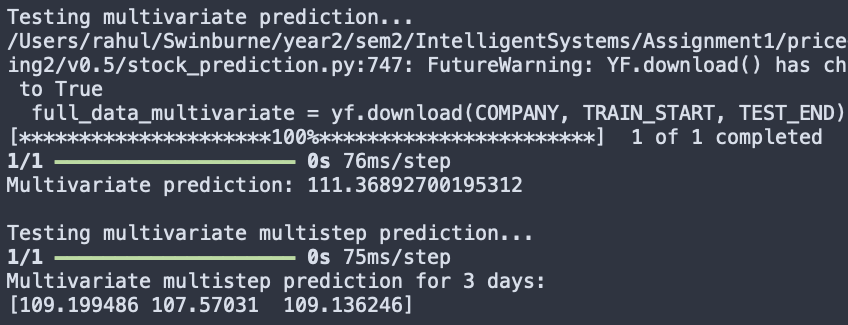 Testing multivariate prediction...
/Users/rahul/Swinburne/year2/sem2/IntelligentSystems/Assignment1/price
ing2/v0.5/stock_prediction.py:747: FutureWarning: YF.download() has ch
 to True
  full_data_multivariate = yf.download(COMPANY, TRAIN_START, TEST_END)
[*********************100%***********************]  1 of 1 completed
1/1 ━━━━━━━━━━━━━━━━━━━━ 0s 76ms/step
Multivariate prediction: 111.36892700195312

Testing multivariate multistep prediction...
1/1 ━━━━━━━━━━━━━━━━━━━━ 0s 75ms/step
Multivariate multistep prediction for 3 days:
[109.199486 107.57031  109.136246]